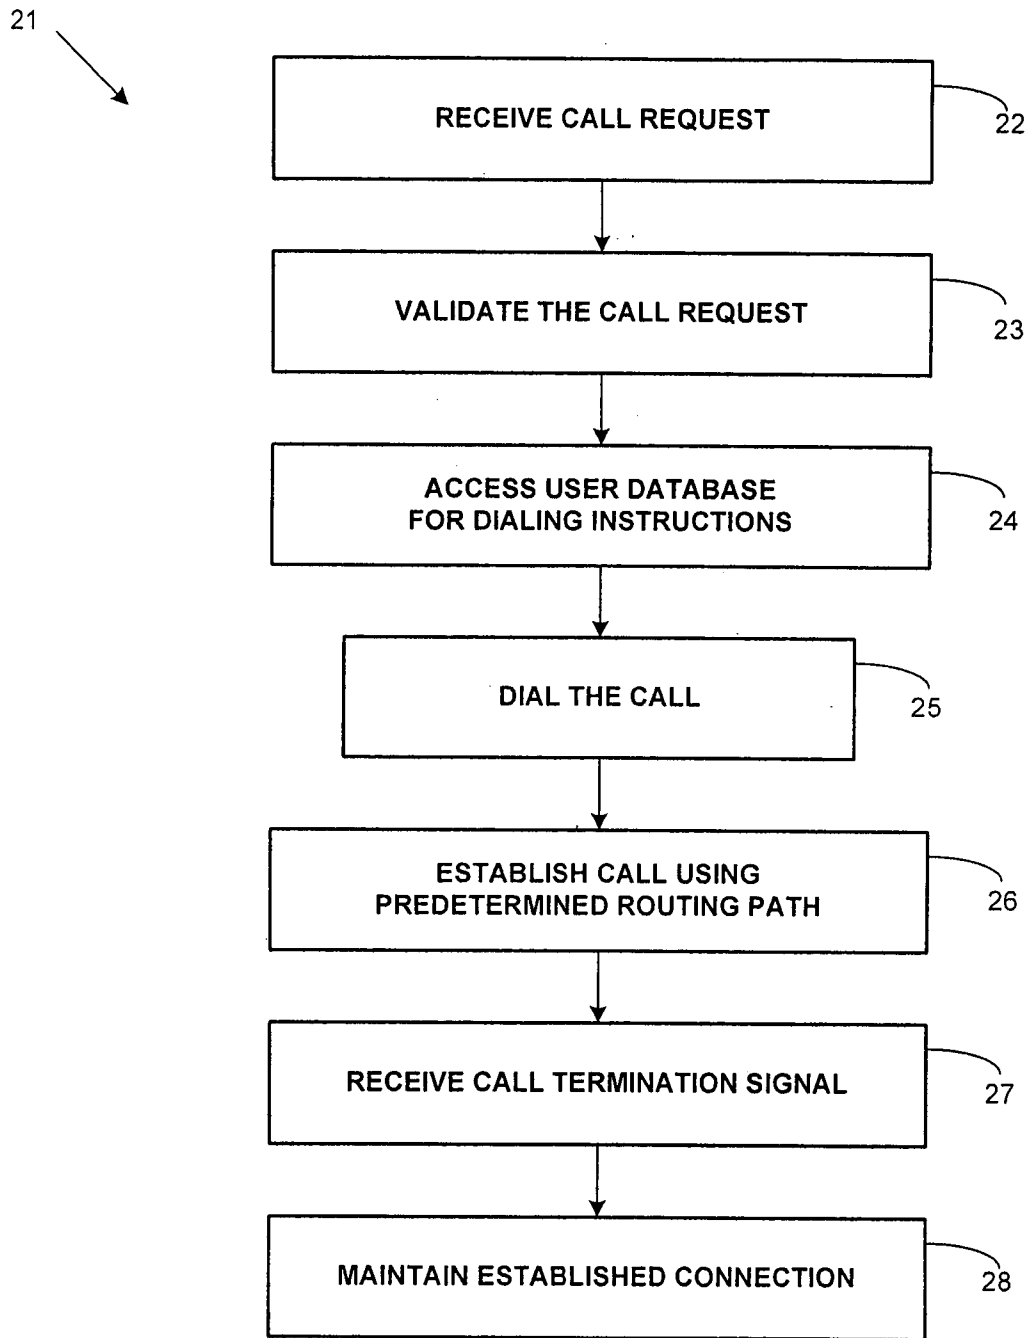 21
RECEIVE CALL REQUEST
22
VALIDATE THE CALL REQUEST
23
ACCESS USER DATABASE
FOR DIALING INSTRUCTIONS
24
DIAL THE CALL
25
ESTABLISH CALL USING
PREDETERMINED ROUTING PATH
26
RECEIVE CALL TERMINATION SIGNAL
27
MAINTAIN ESTABLISHED CONNECTION
28